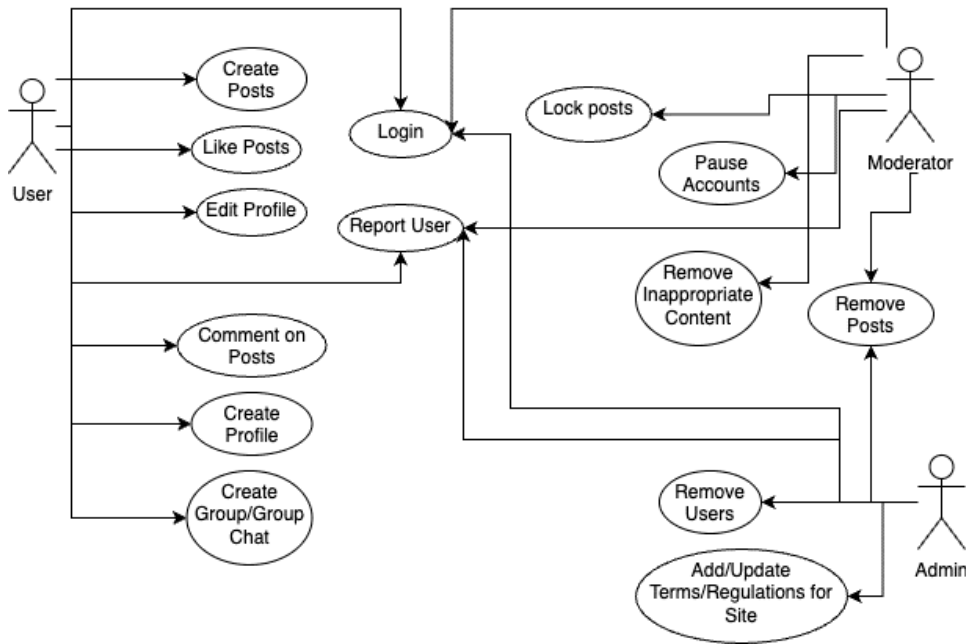 Create
Posts
Login
Lock posts
Like Posts
Pause
Accounts
Moderator
User
Edit Profile
Report User
Remove
Inappropriate
Content
Remove
Posts
Comment on
Posts
Create
Profile
Create
Group/Group
Chat
Remove
Users
Admin
Add/Update
Terms/Regulations for
Site